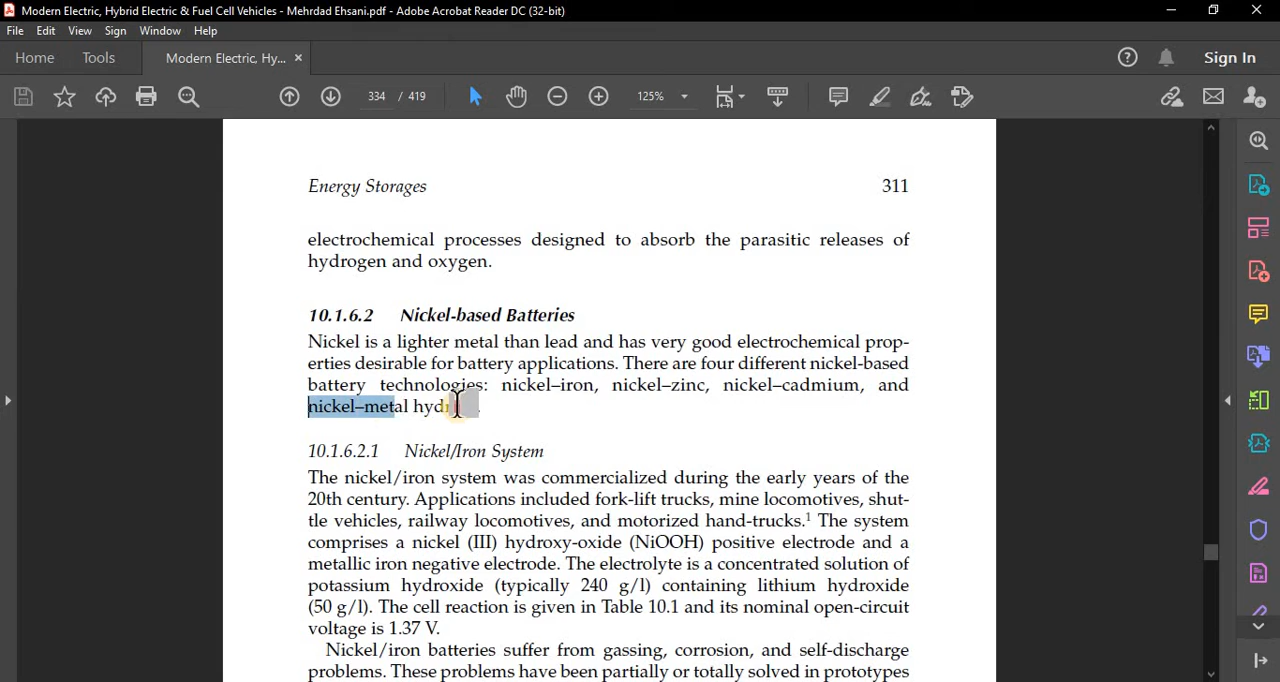 Modern Electric, Hybrid Electric & Fuel Cell Vehicles - Mehrdad Ehsani.pdf - Adobe Acrobat Reader DC (32-bit)
File Edit View Sign Window Help
Home Tools Modern Electric, Hy... × Sign In
334 / 419 125%
Energy Storages 311
electrochemical processes designed to absorb the parasitic releases of
hydrogen and oxygen.
10.1.6.2 Nickel-based Batteries
Nickel is a lighter metal than lead and has very good electrochemical prop-
erties desirable for battery applications. There are four different nickel-based
battery technologies: nickel–iron, nickel–zinc, nickel–cadmium, and
nickel–metal
10.1.6.2.1 Nickel/Iron System
The nickel/iron system was commercialized during the early years of the
20th century. Applications included fork-lift trucks, mine locomotives, shut-
tle vehicles, railway locomotives, and motorized hand-trucks.¹ The system
comprises a nickel (III) hydroxy-oxide (NiOOH) positive electrode and a
metallic iron negative electrode. The electrolyte is a concentrated solution of
potassium hydroxide (typically 240 g/l) containing lithium hydroxide
(50 g/l). The cell reaction is given in Table 10.1 and its nominal open-circuit
voltage is 1.37 V.
Nickel/iron batteries suffer from gassing, corrosion, and self-discharge
problems. These problems have been partially or totally solved in prototypes